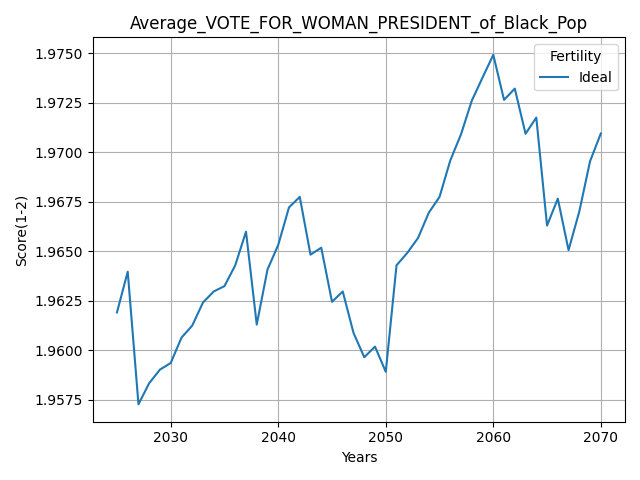 Average_VOTE_FOR_WOMAN_PRESIDENT_of_Black_Pop
Fertility
Ideal
Score(1-2)
1.9750
1.9725
1.9700
1.9675
1.9650
1.9625
1.9600
1.9575
2030 2040 2050 2060 2070
Years